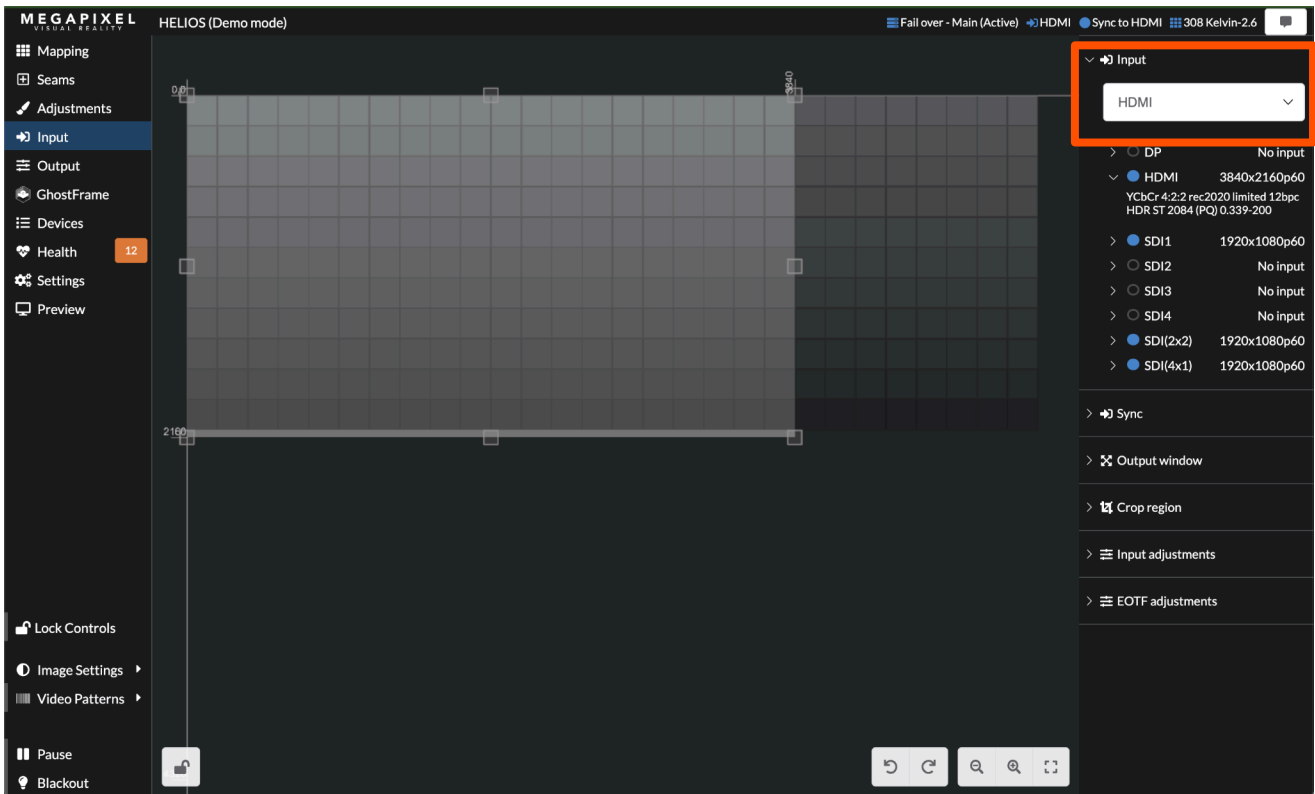 MEGAPIXEL
VISUAL REALITY
HELIOS (Demo mode)
Fail over - Main (Active) HDMI Sync to HDMI 308 Kelvin-2.6
Mapping
Seams
Adjustments
Input
Output
GhostFrame
Devices
Health 12
Settings
Preview
Lock Controls
Image Settings
Video Patterns
Pause
Blackout
0,0
3840
2160
Input
HDMI
DP No input
HDMI 3840x2160p60
YCbCr 4:2:2 rec2020 limited 12bpc
HDR ST 2084 (PQ) 0.339-200
SDI1 1920x1080p60
SDI2 No input
SDI3 No input
SDI4 No input
SDI(2x2) 1920x1080p60
SDI(4x1) 1920x1080p60
Sync
Output window
Crop region
Input adjustments
EOTF adjustments